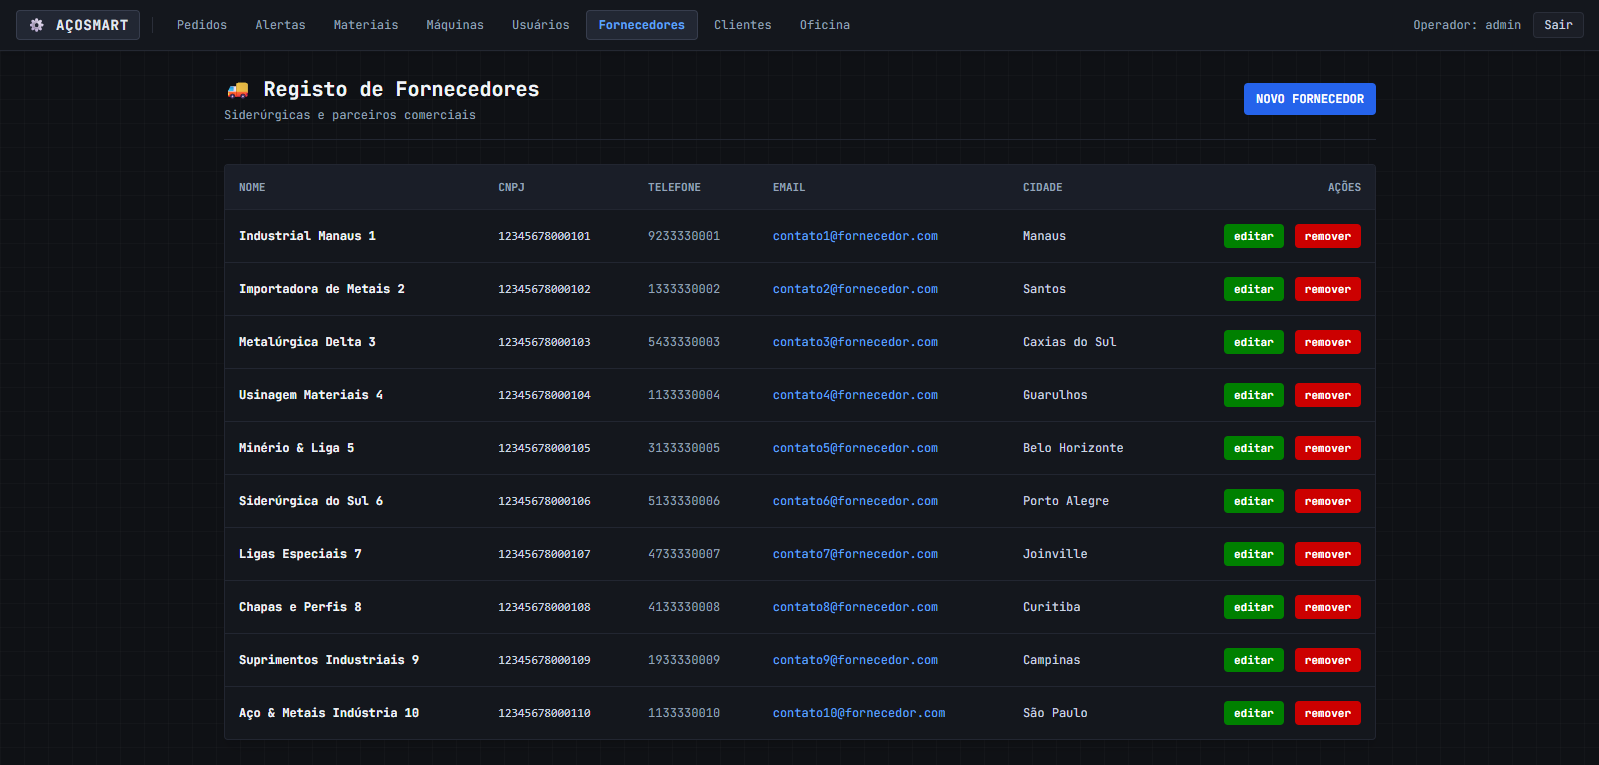 AÇOSMART Pedidos Alertas Materiais Máquinas Usuários Fornecedores Clientes Oficina Operador: admin Sair
Registo de Fornecedores
Siderúrgicas e parceiros comerciais
NOVO FORNECEDOR
NOME CNPJ TELEFONE EMAIL CIDADE AÇÕES
Industrial Manaus 1 12345678000101 9233330001 contato1@fornecedor.com Manaus editar remover
Importadora de Metais 2 12345678000102 1333330002 contato2@fornecedor.com Santos editar remover
Metalúrgica Delta 3 12345678000103 5433330003 contato3@fornecedor.com Caxias do Sul editar remover
Usinagem Materiais 4 12345678000104 1133330004 contato4@fornecedor.com Guarulhos editar remover
Minério & Liga 5 12345678000105 3133330005 contato5@fornecedor.com Belo Horizonte editar remover
Siderúrgica do Sul 6 12345678000106 5133330006 contato6@fornecedor.com Porto Alegre editar remover
Ligas Especiais 7 12345678000107 4733330007 contato7@fornecedor.com Joinville editar remover
Chapas e Perfis 8 12345678000108 4133330008 contato8@fornecedor.com Curitiba editar remover
Suprimentos Industriais 9 12345678000109 1933330009 contato9@fornecedor.com Campinas editar remover
Aço & Metais Indústria 10 12345678000110 1133330010 contato10@fornecedor.com São Paulo editar remover